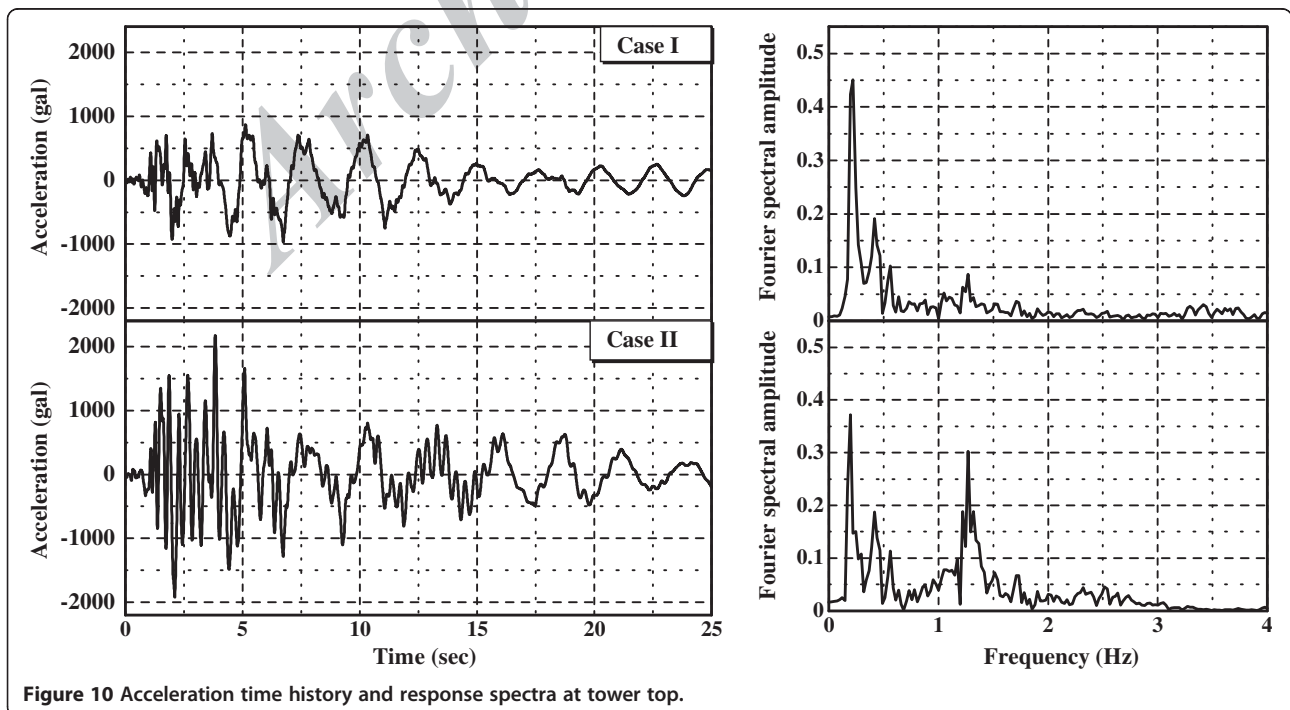 Arch
Case I
2000
1000
0
-1000
-2000
Acceleration (gal)
Case II
2000
1000
0
-1000
-2000
Acceleration (gal)
0 5 10 15 20 25
Time (sec)
0.5
0.4
0.3
0.2
0.1
0
Fourier spectral amplitude
0.5
0.4
0.3
0.2
0.1
0
Fourier spectral amplitude
0 1 2 3 4
Frequency (Hz)
Figure 10 Acceleration time history and response spectra at tower top.